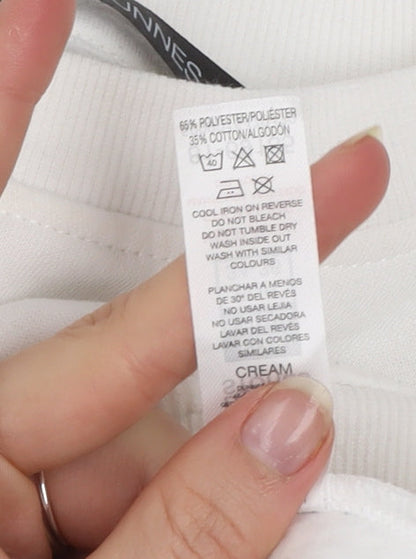 65% POLYESTER/POLIÉSTER
35% COTTON/ALGODÓN
40
COOL IRON ON REVERSE
DO NOT BLEACH
DO NOT TUMBLE DRY
WASH INSIDE OUT
WASH WITH SIMILAR
COLOURS
PLANCHAR A MENOS
DE 30° DEL REVÉS
NO USAR LEJIA
NO USAR SECADORA
LAVAR DEL REVÉS
LAVAR CON COLORES
SIMILARES
CREAM